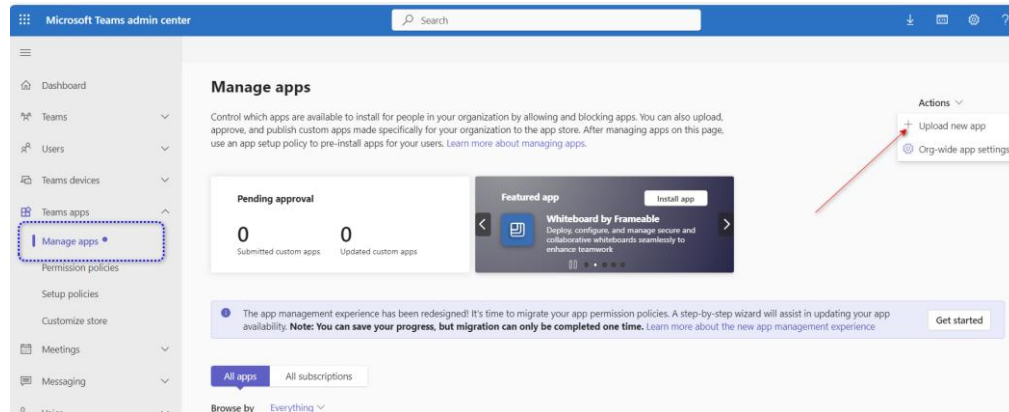 Microsoft Teams admin center
Search
?
Dashboard
Teams
Users
Teams devices
Teams apps
Manage apps
Permission policies
Setup policies
Customize store
Meetings
Messaging
Manage apps
Control which apps are available to install for people in your organization by allowing and blocking apps. You can also upload,
approve, and publish custom apps made specifically for your organization to the app store. After managing apps on this page,
use an app setup policy to pre-install apps for your users. Learn more about managing apps.
Actions
Upload new app
Org-wide app settings
Pending approval
0 0
Submitted custom apps Updated custom apps
Featured app Install app
Whiteboard by Frameable
Deploy, configure, and manage secure and
collaborative whiteboards seamlessly to
enhance teamwork
The app management experience has been redesigned! It's time to migrate your app permission policies. A step-by-step wizard will assist in updating your app
availability. Note: You can save your progress, but migration can only be completed one time. Learn more about the new app management experience
Get started
All apps All subscriptions
Browse by Everything